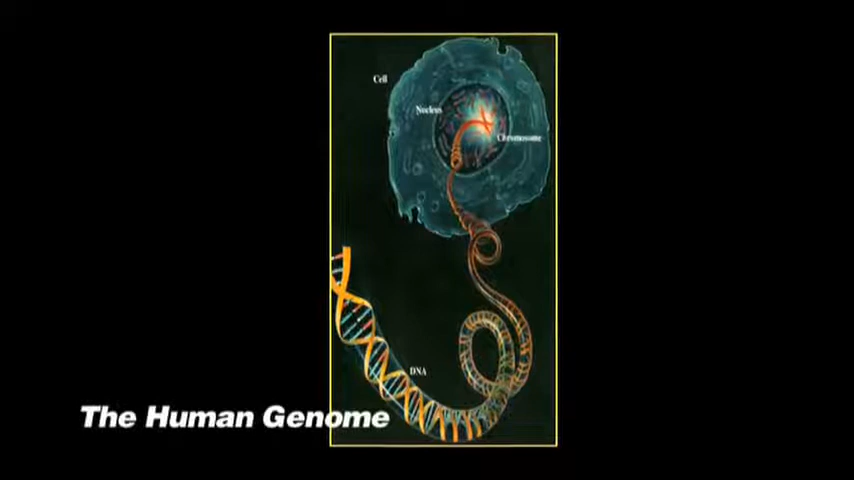 Cell
Nucleus
Chromosome
DNA
The Human Genome